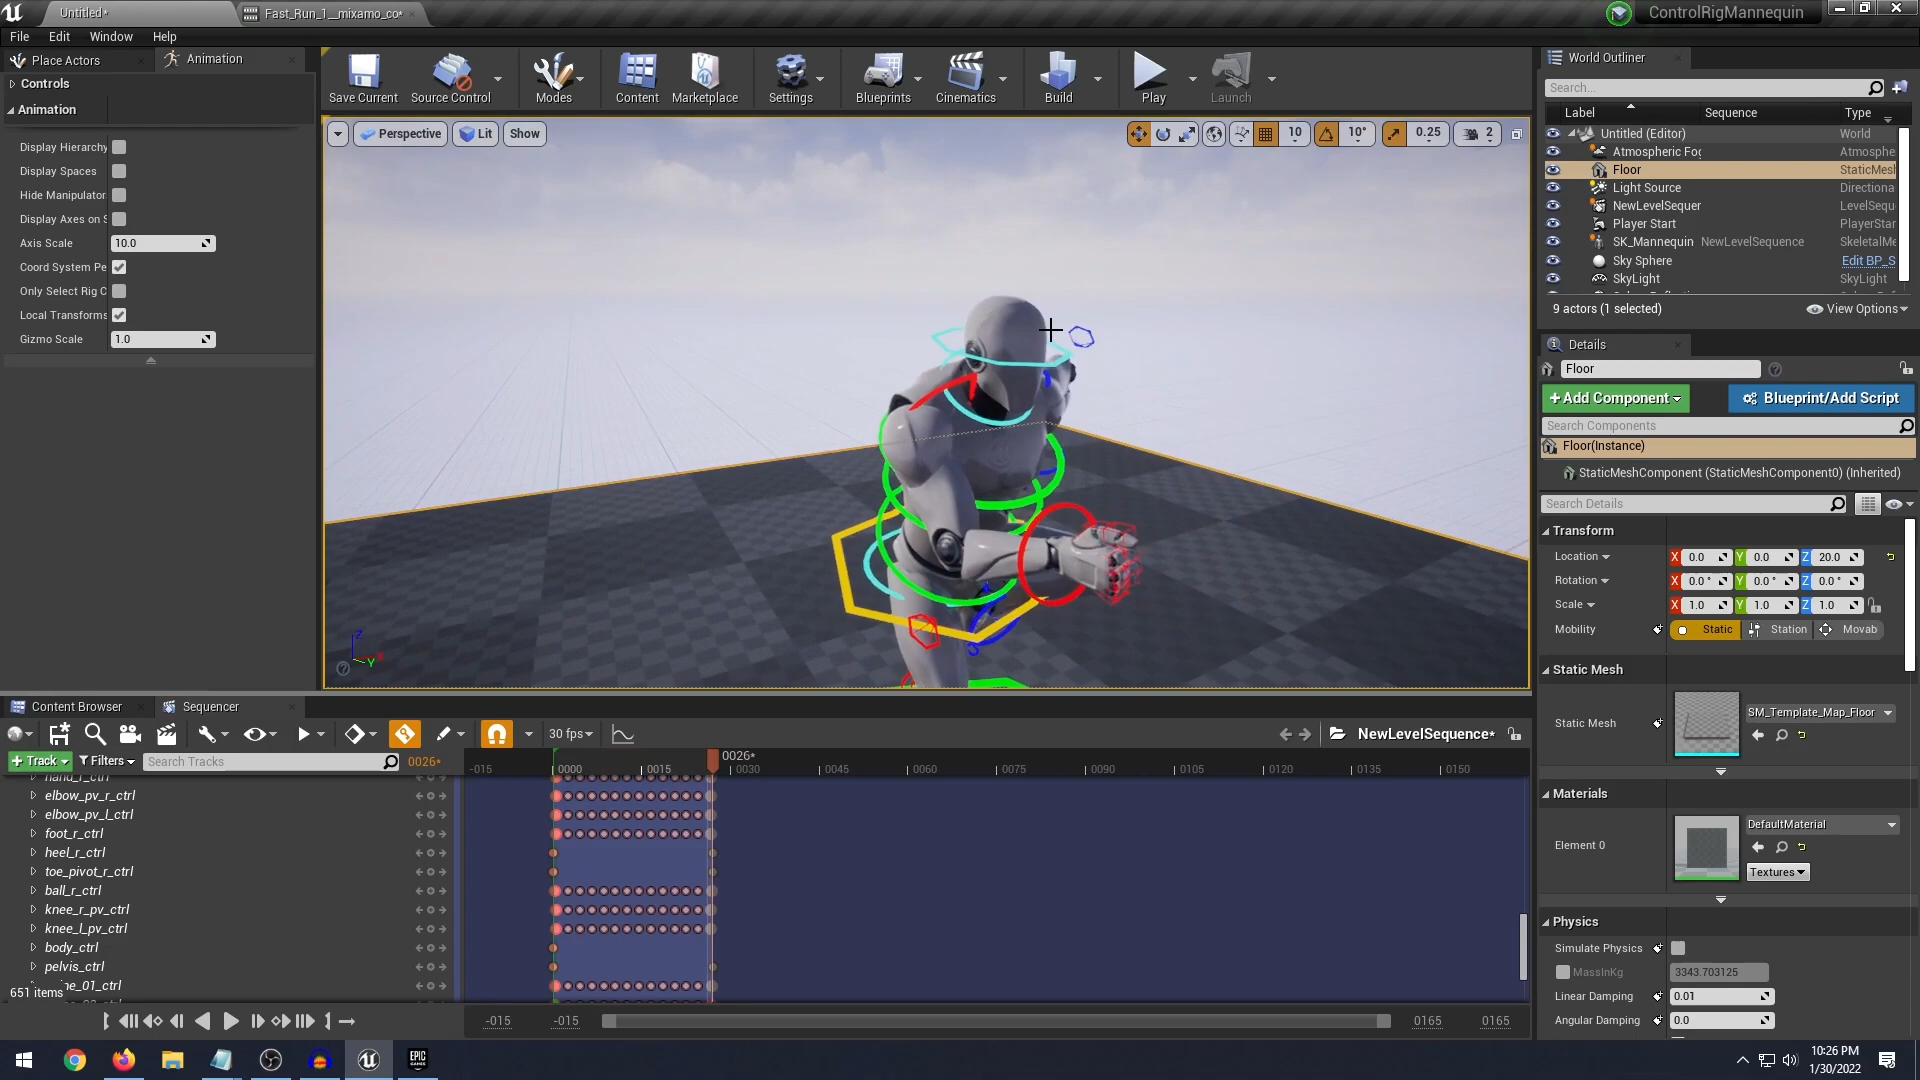 Untitled*
Fast_Run_1__mixamo_co*
ControlRigMannequin
File Edit Window Help
Place Actors
Animation
Controls
Animation
Display Hierarchy
Display Spaces
Hide Manipulator
Display Axes on S
Axis Scale 10.0
Coord System Pe
Only Select Rig C
Local Transforms
Gizmo Scale 1.0
Save Current
Source Control
Modes
Content
Marketplace
Settings
Blueprints
Cinematics
Build
Play
Launch
Perspective
Lit
Show
10
10°
0.25
2
Z
X
Y
World Outliner
Search...
Label Sequence Type
Untitled (Editor) World
Atmospheric Fog Atmosphe
Floor StaticMesh
Light Source Directiona
NewLevelSequer LevelSequ
Player Start PlayerStar
SK_Mannequin NewLevelSequence SkeletalMe
Sky Sphere Edit BP_S
SkyLight SkyLight
9 actors (1 selected)
View Options
Details
Floor
+ Add Component
Blueprint/Add Script
Search Components
Floor(Instance)
StaticMeshComponent (StaticMeshComponent0) (Inherited)
Search Details
Transform
Location X 0.0 Y 0.0 Z 20.0
Rotation X 0.0 ° Y 0.0 ° Z 0.0 °
Scale X 1.0 Y 1.0 Z 1.0
Mobility Static Station Movab
Static Mesh
Static Mesh SM_Template_Map_Floor
Materials
Element 0 DefaultMaterial
Textures
Physics
Simulate Physics
MassInKg 3343.703125
Linear Damping 0.01
Angular Damping 0.0
Content Browser
Sequencer
30 fps
NewLevelSequence*
+ Track
Filters
Search Tracks
0026*
0026*
-015 0000 0015 0030 0045 0060 0075 0090 0105 0120 0135 0150
hand_r_ctrl
elbow_pv_r_ctrl
elbow_pv_l_ctrl
foot_r_ctrl
heel_r_ctrl
toe_pivot_r_ctrl
ball_r_ctrl
knee_r_pv_ctrl
knee_l_pv_ctrl
body_ctrl
pelvis_ctrl
ne_01_ctrl
651 items
-015 -015 0165 0165
EPIC GAMES
10:26 PM
1/30/2022